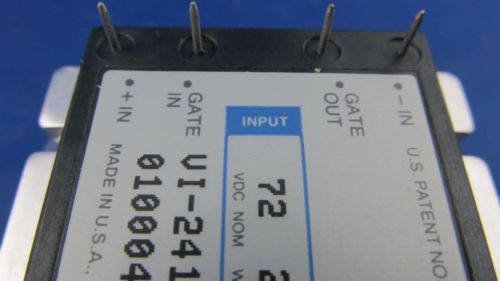 + IN
GATE IN
GATE OUT
- IN
INPUT
72
VDC NOM
VI-241
010004
MADE IN U.S.A.,
U.S. PATENT NO